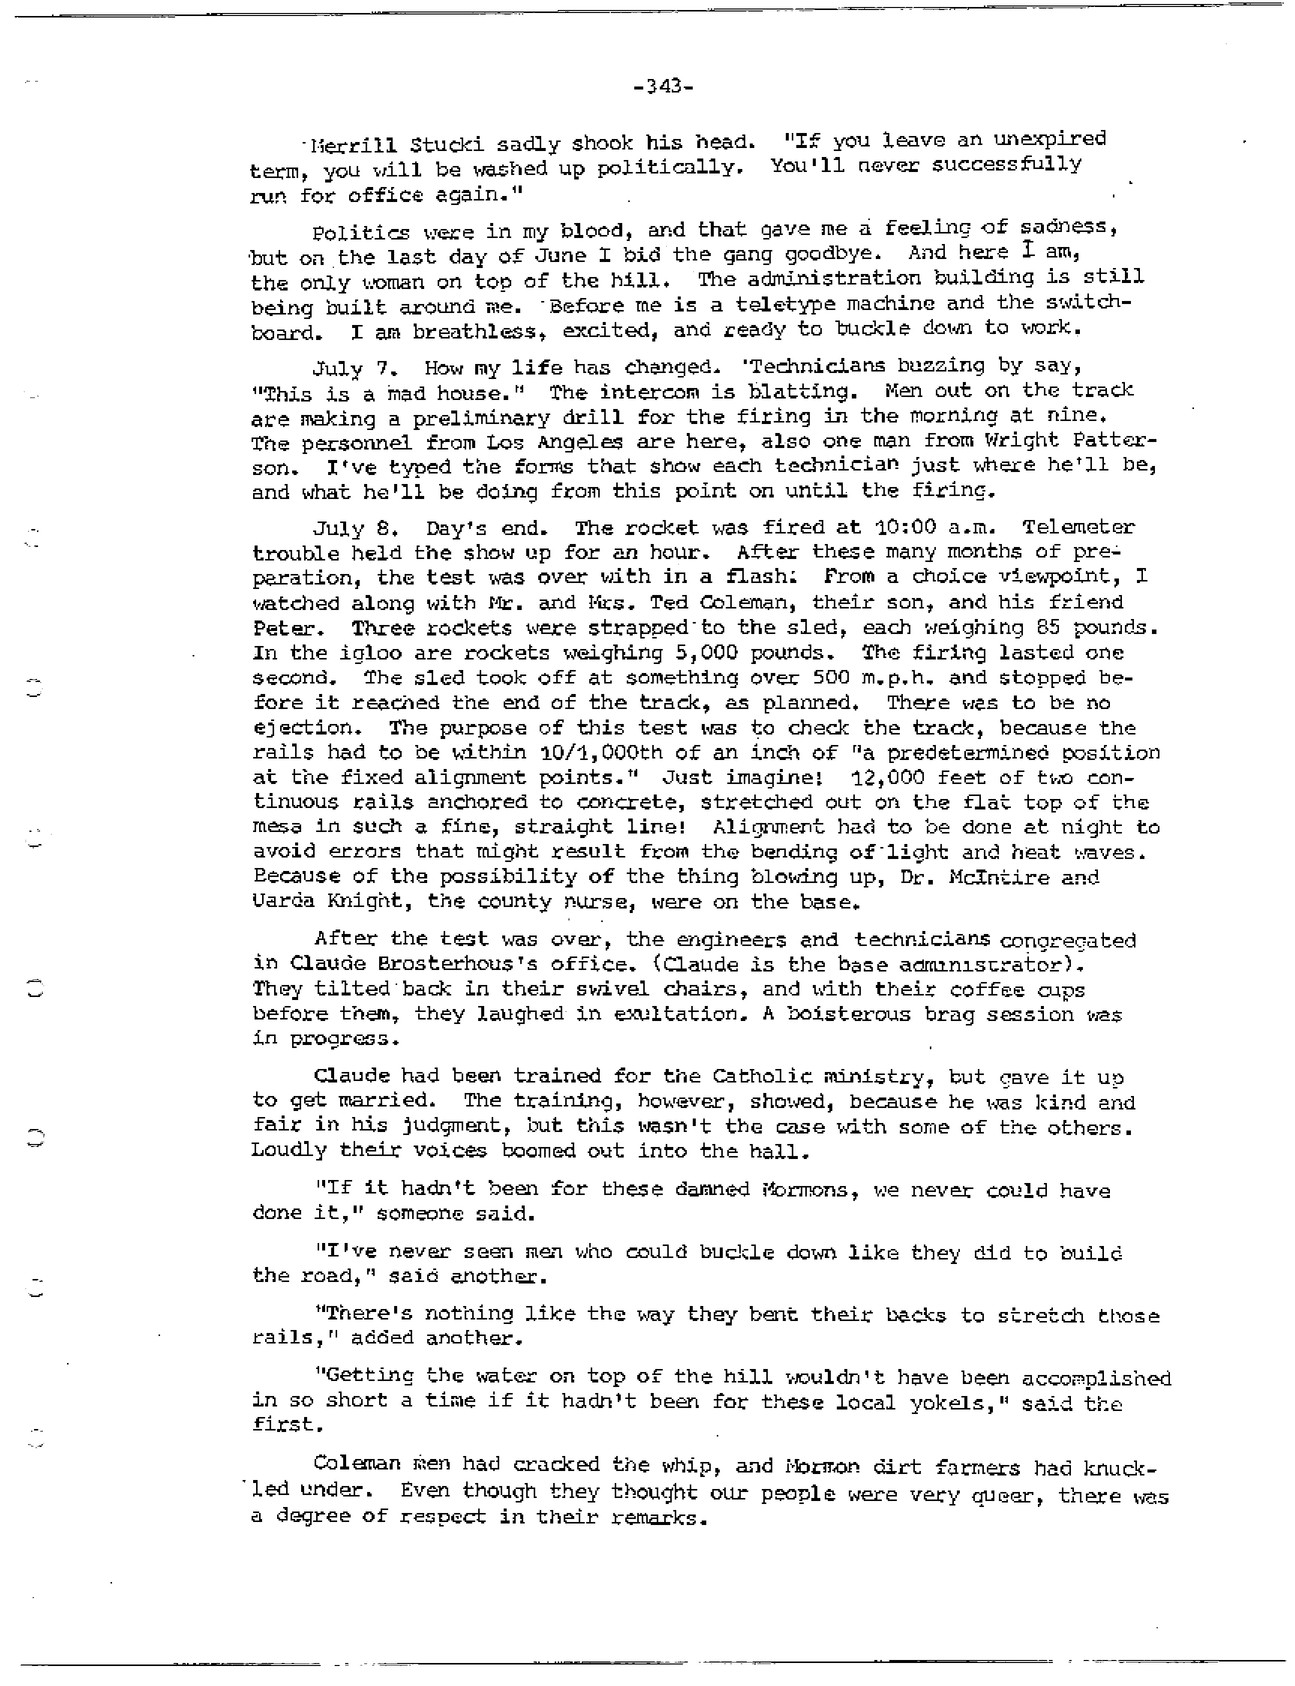 -343-
Merrill Stucki sadly shook his head. "If you leave an unexpired
term, you will be washed up politically. You'll never successfully
run for office again."
Politics were in my blood, and that gave me a feeling of sadness,
but on the last day of June I bid the gang goodbye. And here I am,
the only woman on top of the hill. The administration building is still
being built around me. Before me is a teletype machine and the switch-
board. I am breathless, excited, and ready to buckle down to work.
July 7. How my life has changed. Technicians buzzing by say,
"This is a mad house." The intercom is blatting. Men out on the track
are making a preliminary drill for the firing in the morning at nine.
The personnel from Los Angeles are here, also one man from Wright Patter-
son. I've typed the forms that show each technician just where he'll be,
and what he'll be doing from this point on until the firing.
July 8. Day's end. The rocket was fired at 10:00 a.m. Telemeter
trouble held the show up for an hour. After these many months of pre-
paration, the test was over with in a flash! From a choice viewpoint, I
watched along with Mr. and Mrs. Ted Coleman, their son, and his friend
Peter. Three rockets were strapped to the sled, each weighing 85 pounds.
In the igloo are rockets weighing 5,000 pounds. The firing lasted one
second. The sled took off at something over 500 m.p.h. and stopped be-
fore it reached the end of the track, as planned. There was to be no
ejection. The purpose of this test was to check the track, because the
rails had to be within 10/1,000th of an inch of "a predetermined position
at the fixed alignment points." Just imagine! 12,000 feet of two con-
tinuous rails anchored to concrete, stretched out on the flat top of the
mesa in such a fine, straight line! Alignment had to be done at night to
avoid errors that might result from the bending of light and heat waves.
Because of the possibility of the thing blowing up, Dr. McIntire and
Uarda Knight, the county nurse, were on the base.
After the test was over, the engineers and technicians congregated
in Claude Brosterhous's office. (Claude is the base administrator).
They tilted back in their swivel chairs, and with their coffee cups
before them, they laughed in exultation. A boisterous brag session was
in progress.
Claude had been trained for the Catholic ministry, but gave it up
to get married. The training, however, showed, because he was kind and
fair in his judgment, but this wasn't the case with some of the others.
Loudly their voices boomed out into the hall.
"If it hadn't been for these damned Mormons, we never could have
done it," someone said.
"I've never seen men who could buckle down like they did to build
the road," said another.
"There's nothing like the way they bent their backs to stretch those
rails," added another.
"Getting the water on top of the hill wouldn't have been accomplished
in so short a time if it hadn't been for these local yokels," said the
first.
Coleman men had cracked the whip, and Mormon dirt farmers had knuck-
led under. Even though they thought our people were very queer, there was
a degree of respect in their remarks.